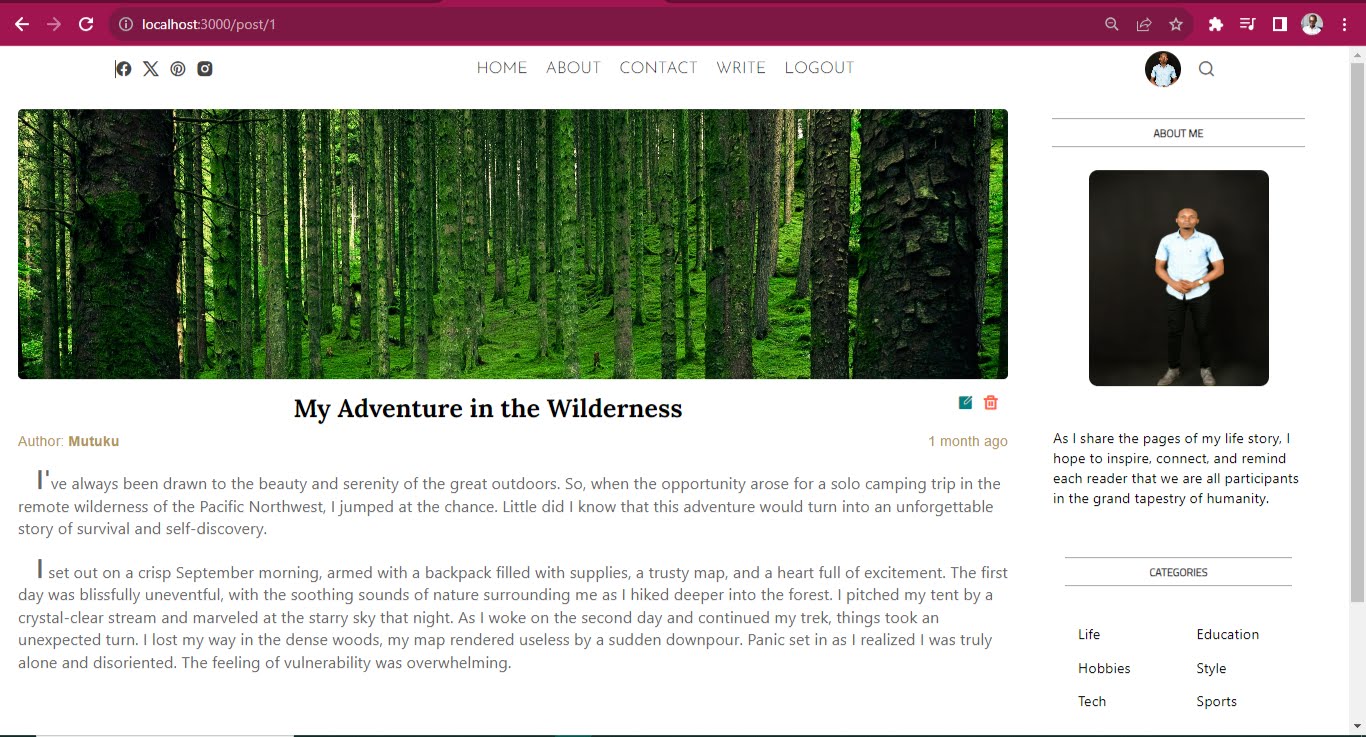 localhost:3000/post/1
HOME ABOUT CONTACT WRITE LOGOUT
ABOUT ME
My Adventure in the Wilderness
Author: Mutuku
1 month ago
I've always been drawn to the beauty and serenity of the great outdoors. So, when the opportunity arose for a solo camping trip in the
remote wilderness of the Pacific Northwest, I jumped at the chance. Little did I know that this adventure would turn into an unforgettable
story of survival and self-discovery.
I set out on a crisp September morning, armed with a backpack filled with supplies, a trusty map, and a heart full of excitement. The first
day was blissfully uneventful, with the soothing sounds of nature surrounding me as I hiked deeper into the forest. I pitched my tent by a
crystal-clear stream and marveled at the starry sky that night. As I woke on the second day and continued my trek, things took an
unexpected turn. I lost my way in the dense woods, my map rendered useless by a sudden downpour. Panic set in as I realized I was truly
alone and disoriented. The feeling of vulnerability was overwhelming.
As I share the pages of my life story, I
hope to inspire, connect, and remind
each reader that we are all participants
in the grand tapestry of humanity.
CATEGORIES
Life Education
Hobbies Style
Tech Sports